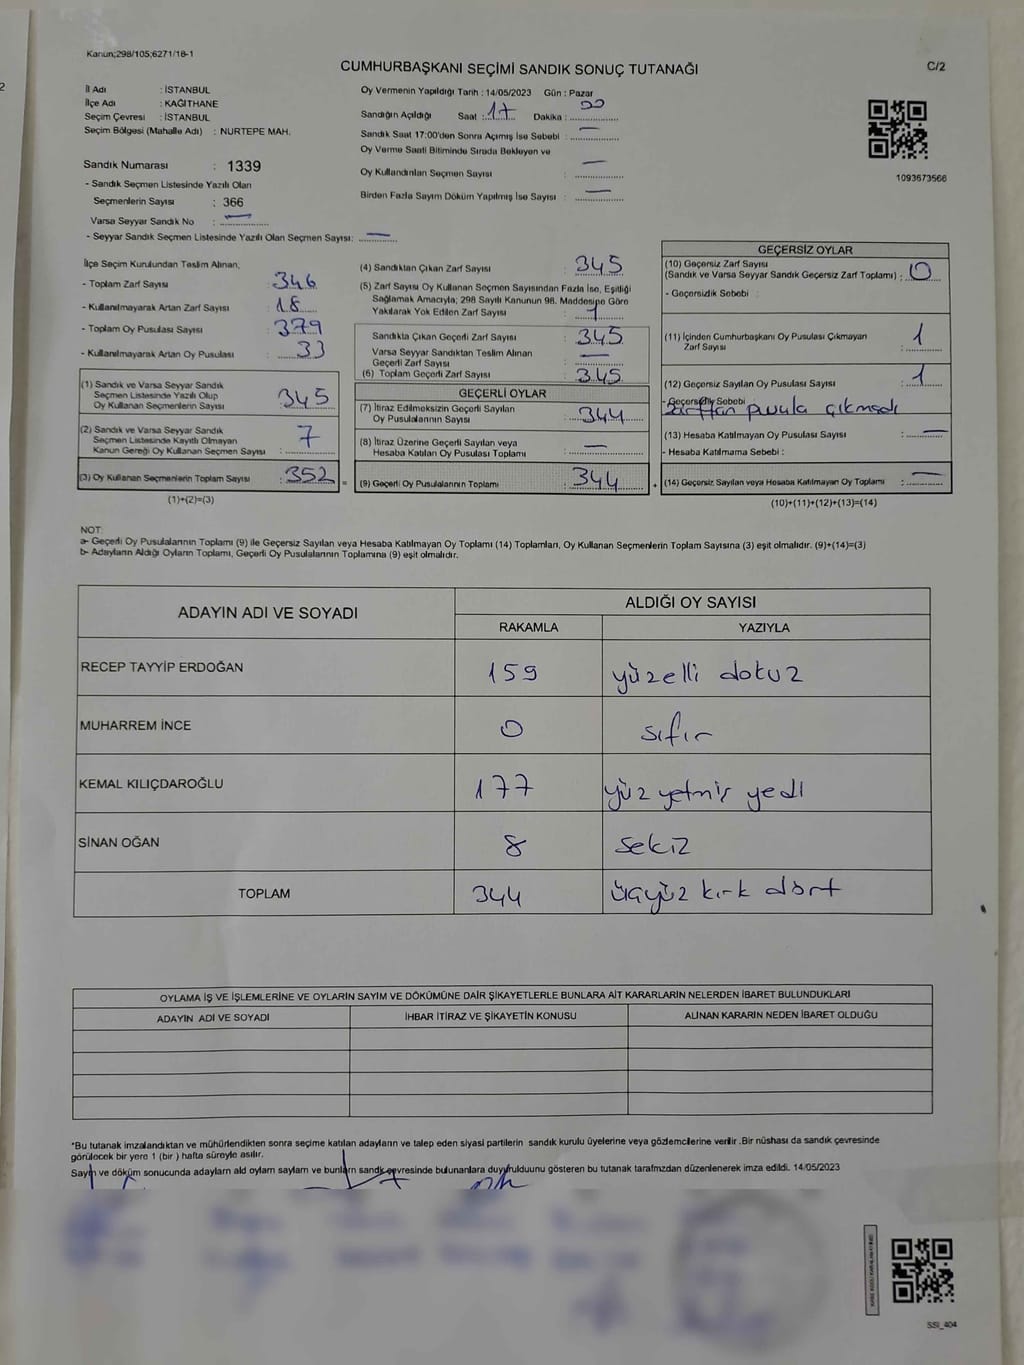 Kanun;298/105;6271/18-1
CUMHURBAŞKANI SEÇİMİ SANDIK SONUÇ TUTANAĞI
C/2
İl Adı : İSTANBUL
İlçe Adı : KAĞITHANE
Seçim Çevresi : İSTANBUL
Seçim Bölgesi (Mahalle Adı) : NURTEPE MAH.
Sandık Numarası : 1339
- Sandık Seçmen Listesinde Yazılı Olan
Seçmenlerin Sayısı : 366
Varsa Seyyar Sandık No : —
- Seyyar Sandık Seçmen Listesinde Yazılı Olan Seçmen Sayısı: —
Oy Vermenin Yapıldığı Tarih : 14/05/2023 Gün : Pazar
Sandığın Açıldığı Saat : 17 Dakika : 00
Sandık Saat 17:00'den Sonra Açımış İse Sebebi : —
Oy Verme Saati Bitiminde Sırada Bekleyen ve
Oy Kullandırılan Seçmen Sayısı : —
Birden Fazla Sayım Döküm Yapılmış İse Sayısı : —
1093673566
İlçe Seçim Kurulundan Teslim Alınan;
- Toplam Zarf Sayısı : 346
- Kullanılmayarak Artan Zarf Sayısı : 18
- Toplam Oy Pusulası Sayısı : 379
- Kullanılmayarak Artan Oy Pusulası : 33
(1) Sandık ve Varsa Seyyar Sandık
Seçmen Listesinde Yazılı Olup
Oy Kullanan Seçmenlerin Sayısı : 345
(2) Sandık ve Varsa Seyyar Sandık
Seçmen Listesinde Kayıtlı Olmayan
Kanun Gereği Oy Kullanan Seçmen Sayısı : 7
(3) Oy Kullanan Seçmenlerin Toplam Sayısı : 352
(1)+(2)=(3)
=
(4) Sandıktan Çıkan Zarf Sayısı : 345
(5) Zarf Sayısı Oy Kullanan Seçmen Sayısından Fazla İse, Eşitliği
Sağlamak Amacıyla; 298 Sayılı Kanunun 98. Maddesine Göre
Yakılarak Yok Edilen Zarf Sayısı : 1
Sandıkta Çıkan Geçerli Zarf Sayısı : 345
Varsa Seyyar Sandıktan Teslim Alınan
Geçerli Zarf Sayısı : —
(6) Toplam Geçerli Zarf Sayısı : 345
GEÇERLİ OYLAR
(7) İtiraz Edilmeksizin Geçerli Sayılan
Oy Pusulalarının Sayısı : 344
(8) İtiraz Üzerine Geçerli Sayılan veya
Hesaba Katılan Oy Pusulası Toplamı : —
(9) Geçerli Oy Pusulalarının Toplamı : 344
+
GEÇERSİZ OYLAR
(10) Geçersiz Zarf Sayısı
(Sandık ve Varsa Seyyar Sandık Geçersiz Zarf Toplamı) : 0
- Geçersizlik Sebebi :
(11) İçinden Cumhurbaşkanı Oy Pusulası Çıkmayan
Zarf Sayısı : 1
(12) Geçersiz Sayılan Oy Pusulası Sayısı : 1
- Geçersizlik Sebebi
zarftan pusula çıkmadı
(13) Hesaba Katılmayan Oy Pusulası Sayısı : —
- Hesaba Katılmama Sebebi :
(14) Geçersiz Sayılan veya Hesaba Katılmayan Oy Toplamı : —
(10)+(11)+(12)+(13)=(14)
NOT:
a- Geçerli Oy Pusulalarının Toplamı (9) ile Geçersiz Sayılan veya Hesaba Katılmayan Oy Toplamı (14) Toplamları, Oy Kullanan Seçmenlerin Toplam Sayısına (3) eşit olmalıdır. (9)+(14)=(3)
b- Adayların Aldığı Oyların Toplamı, Geçerli Oy Pusulalarının Toplamına (9) eşit olmalıdır.
ADAYIN ADI VE SOYADI
ALDIĞI OY SAYISI
RAKAMLA
YAZIYLA
RECEP TAYYİP ERDOĞAN 159 yüzelli dokuz
MUHARREM İNCE 0 sıfır
KEMAL KILIÇDAROĞLU 177 yüz yetmiş yedi
SİNAN OĞAN 8 sekiz
TOPLAM 344 üçyüz kırk dört
OYLAMA İŞ VE İŞLEMLERİNE VE OYLARIN SAYIM VE DÖKÜMÜNE DAİR ŞİKAYETLERLE BUNLARA AİT KARARLARIN NELERDEN İBARET BULUNDUKLARI
ADAYIN ADI VE SOYADI
İHBAR İTİRAZ VE ŞİKAYETİN KONUSU
ALINAN KARARIN NEDEN İBARET OLDUĞU
*Bu tutanak imzalandıktan ve mühürlendikten sonra seçime katılan adayların ve talep eden siyasi partilerin sandık kurulu üyelerine veya gözlemcilerine verilir .Bir nüshası da sandık çevresinde
görülecek bir yere 1 (bir ) hafta süreyle asılır.
Sayım ve döküm sonucunda adayların ald oyların sayların ve bunların sandk çevresinde bulunanlara duyurulduunu gösteren bu tutanak tarafımzdan düzenlenerek imza edildi. 14/05/2023
SSİ_404